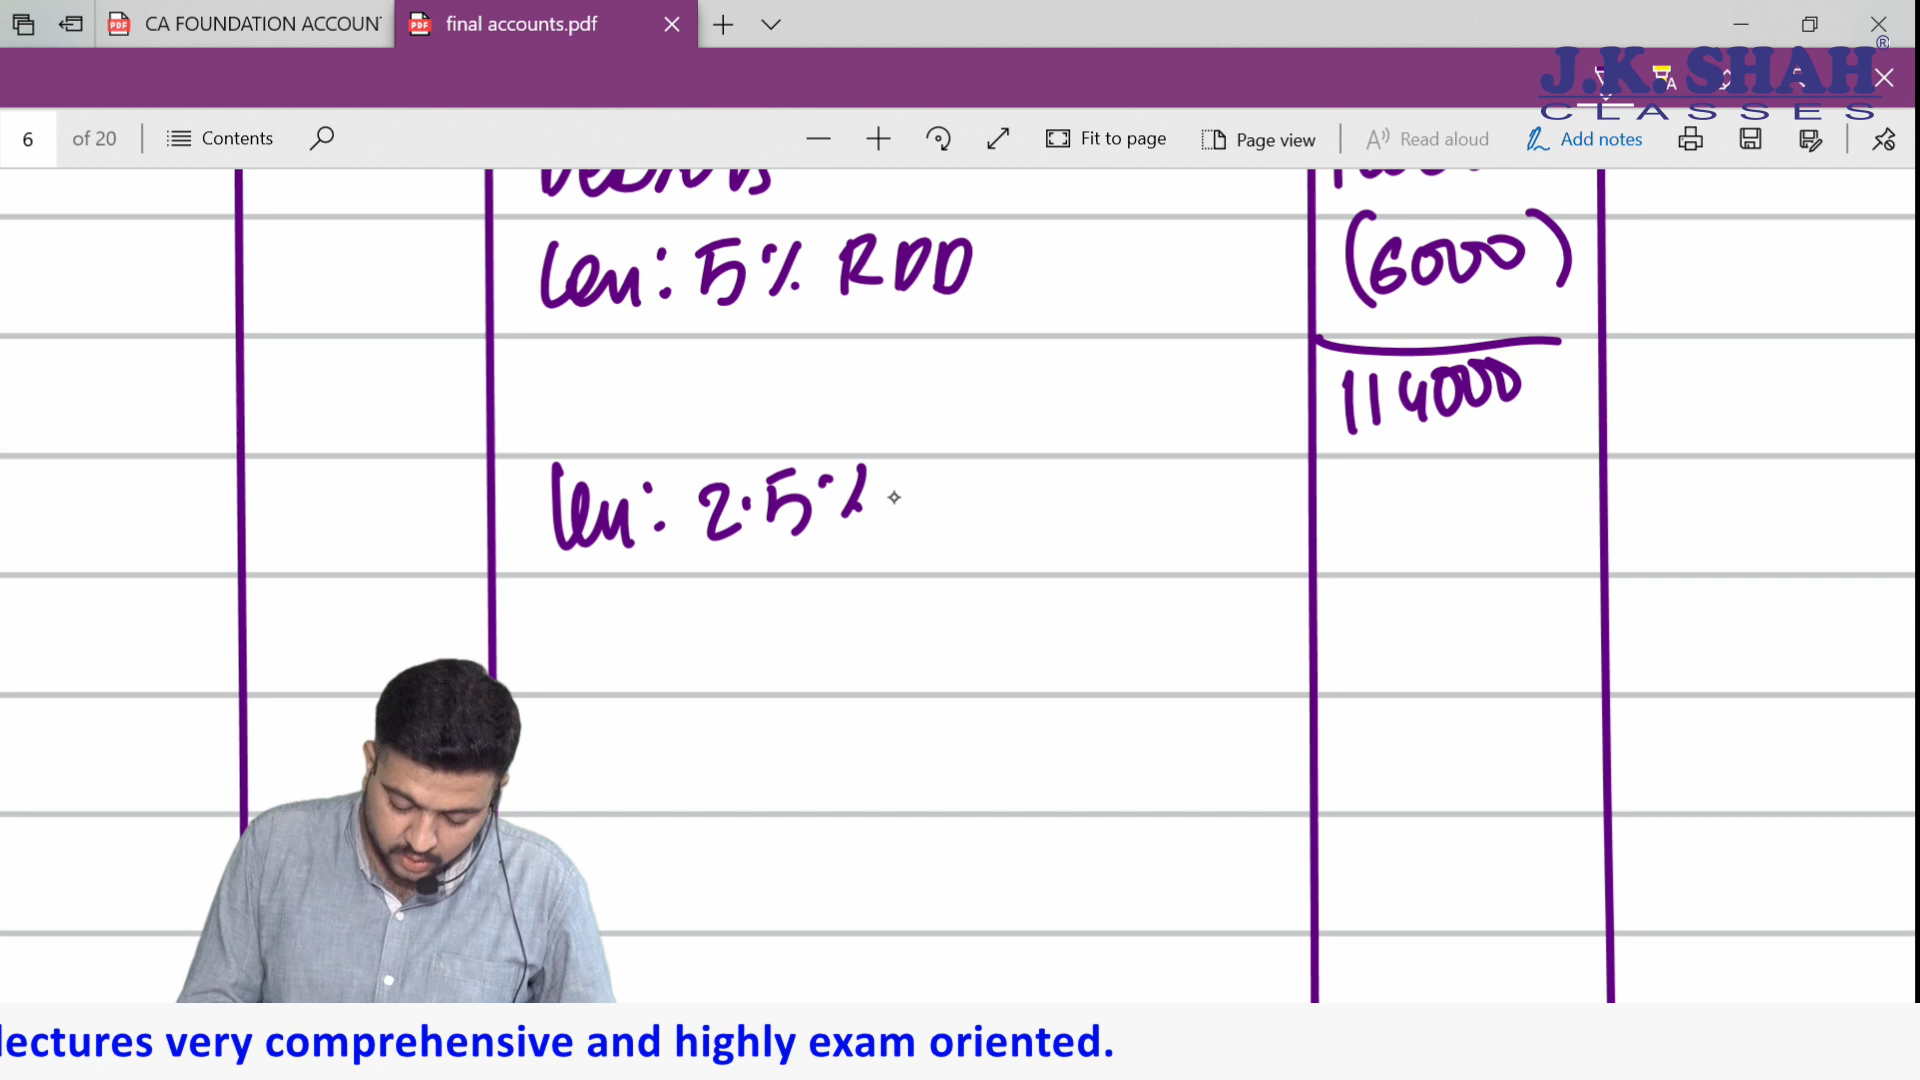 CA FOUNDATION ACCOUN
final accounts.pdf
J.K. SHAH®
CLASSES
6 of 20 Contents Fit to page Page view Read aloud Add notes
(6000)
Less: 5% RDD
114000
Less: 2.5%
lectures very comprehensive and highly exam oriented.